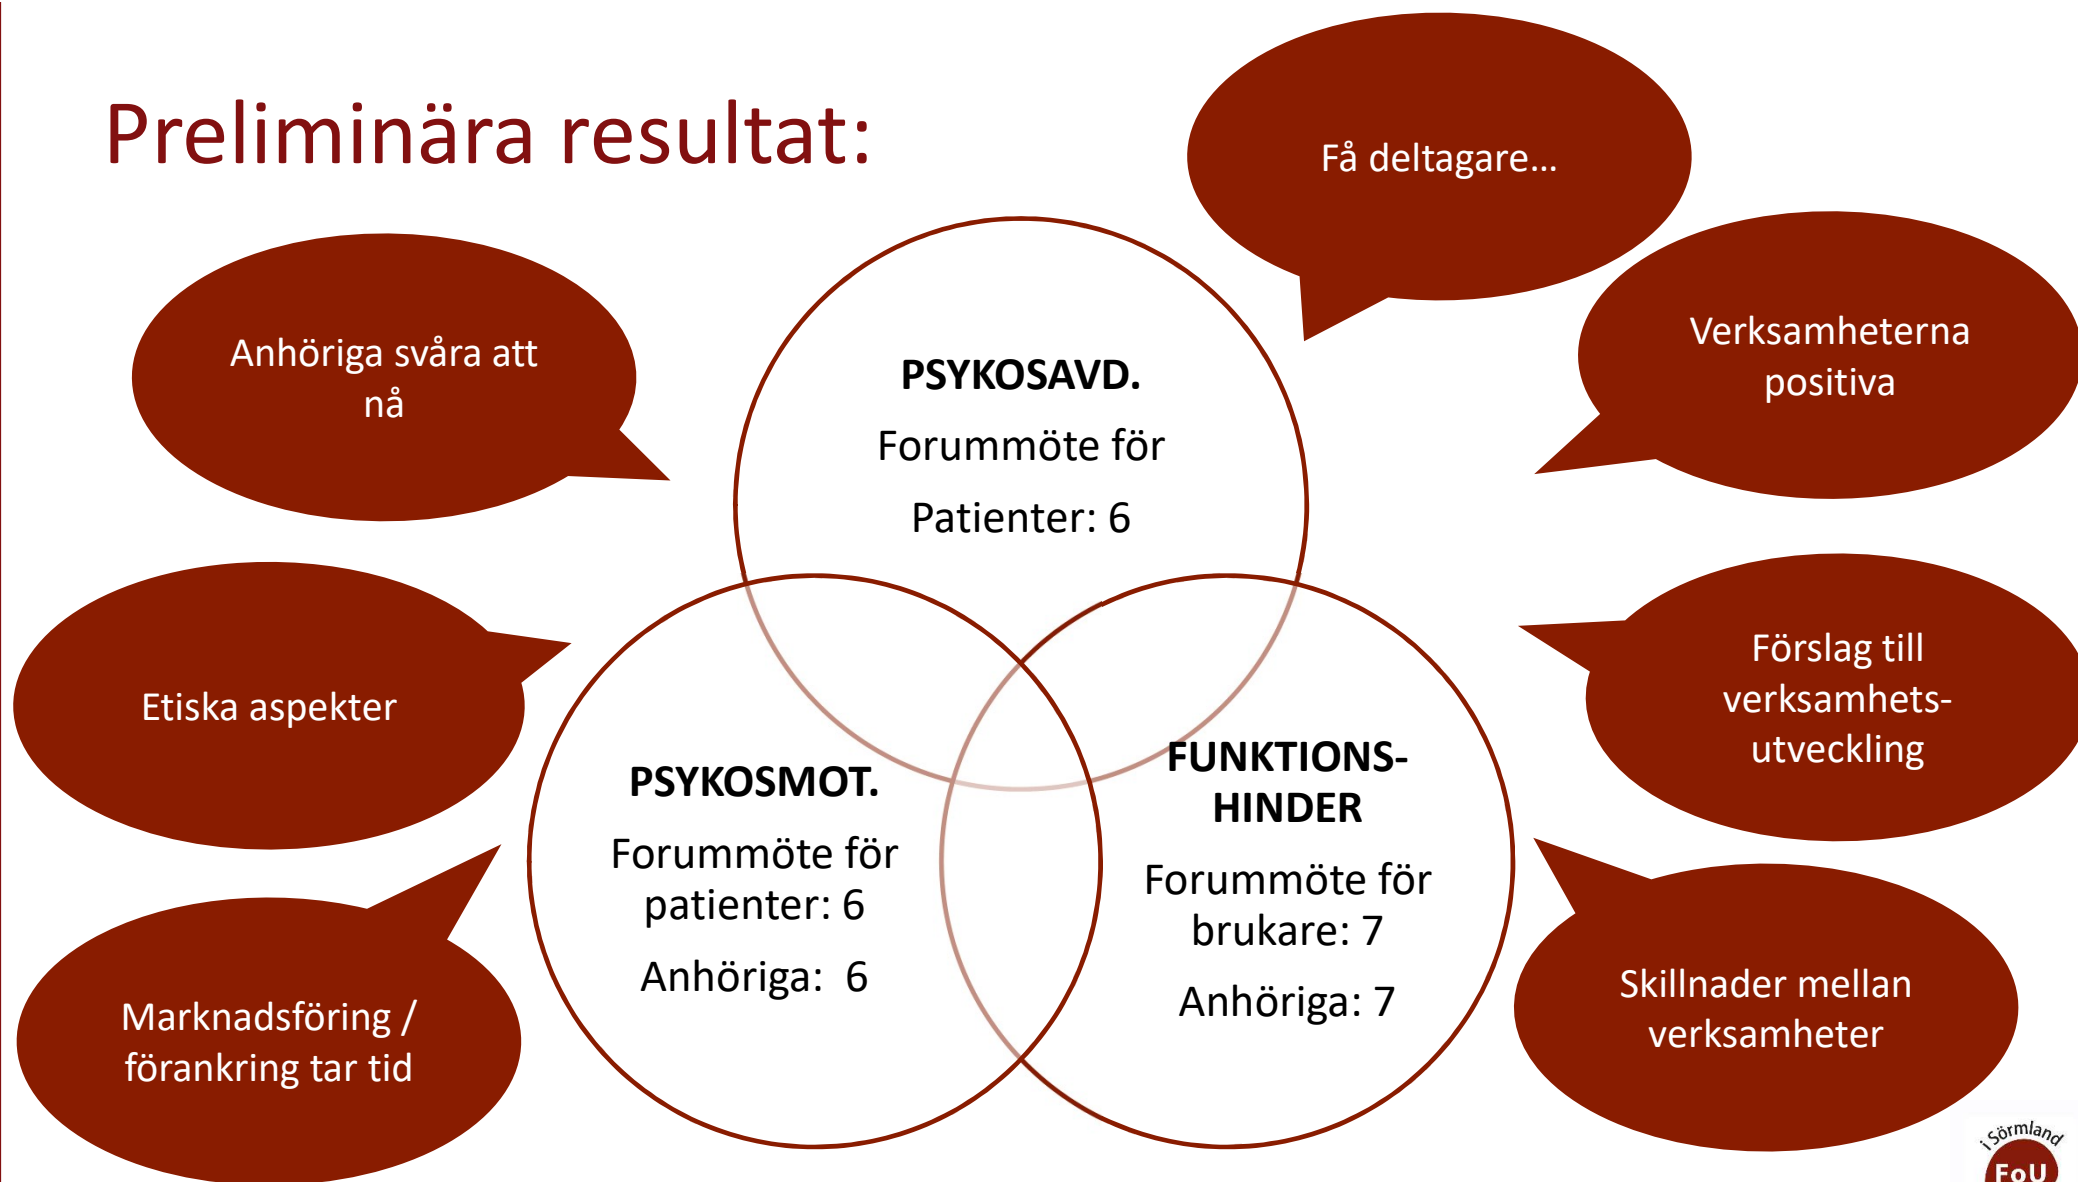 Preliminära resultat:
Få deltagare...
Verksamheterna
positiva
Anhöriga svåra att
nå
PSYKOSAVD.
Forummöte för
Patienter: 6
Etiska aspekter
Förslag till
verksamhets-
utveckling
PSYKOSMOT.
Forummöte för
patienter: 6
Anhöriga: 6
FUNKTIONS-
HINDER
Forummöte för
brukare: 7
Anhöriga: 7
Marknadsföring /
förankring tar tid
Skillnader mellan
verksamheter
i Sörmland
FoU